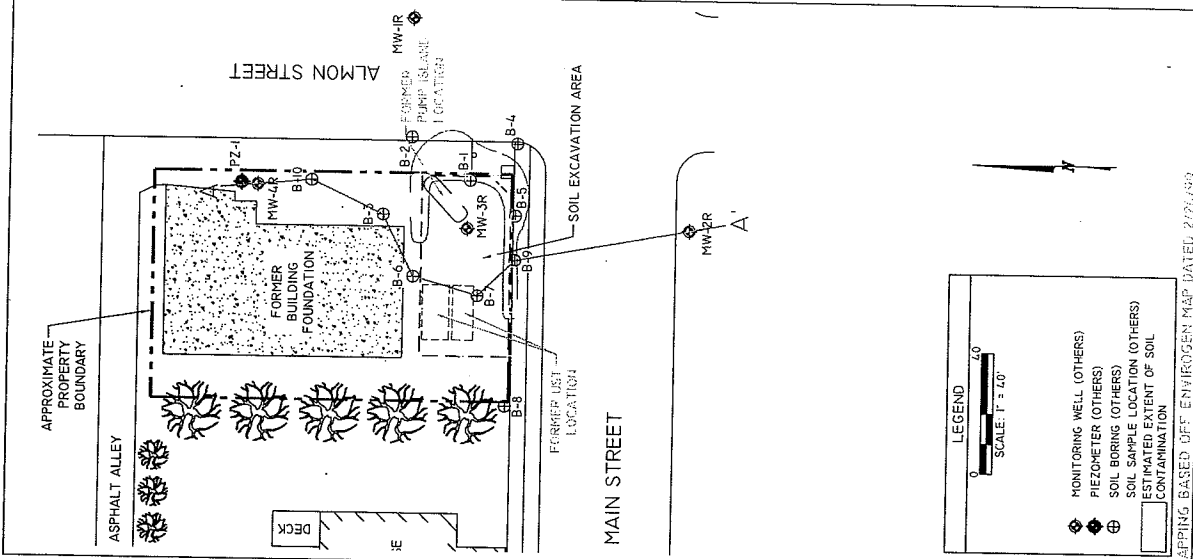 ASPHALT ALLEY
APPROXIMATE
PROPERTY
BOUNDARY
ALMON STREET
MW-1R
FORMER
PUMP ISLAND
LOCATION
PZ-1
MW-4R
B-10
B-2
B-4
B-1
B-3
B-5
B-6
MW-3R
FORMER
BUILDING
FOUNDATION
SOIL EXCAVATION AREA
B-7
B-9
B-8
FORMER UST
LOCATION
DECK
SE
MAIN STREET
MW-2R
A'
N
LEGEND
0 40
SCALE: 1" = 40'
MONITORING WELL (OTHERS)
PIEZOMETER (OTHERS)
SOIL BORING (OTHERS)
SOIL SAMPLE LOCATION (OTHERS)
ESTIMATED EXTENT OF SOIL
CONTAMINATION
APPING BASED OFF ENVIROGEN MAP DATED